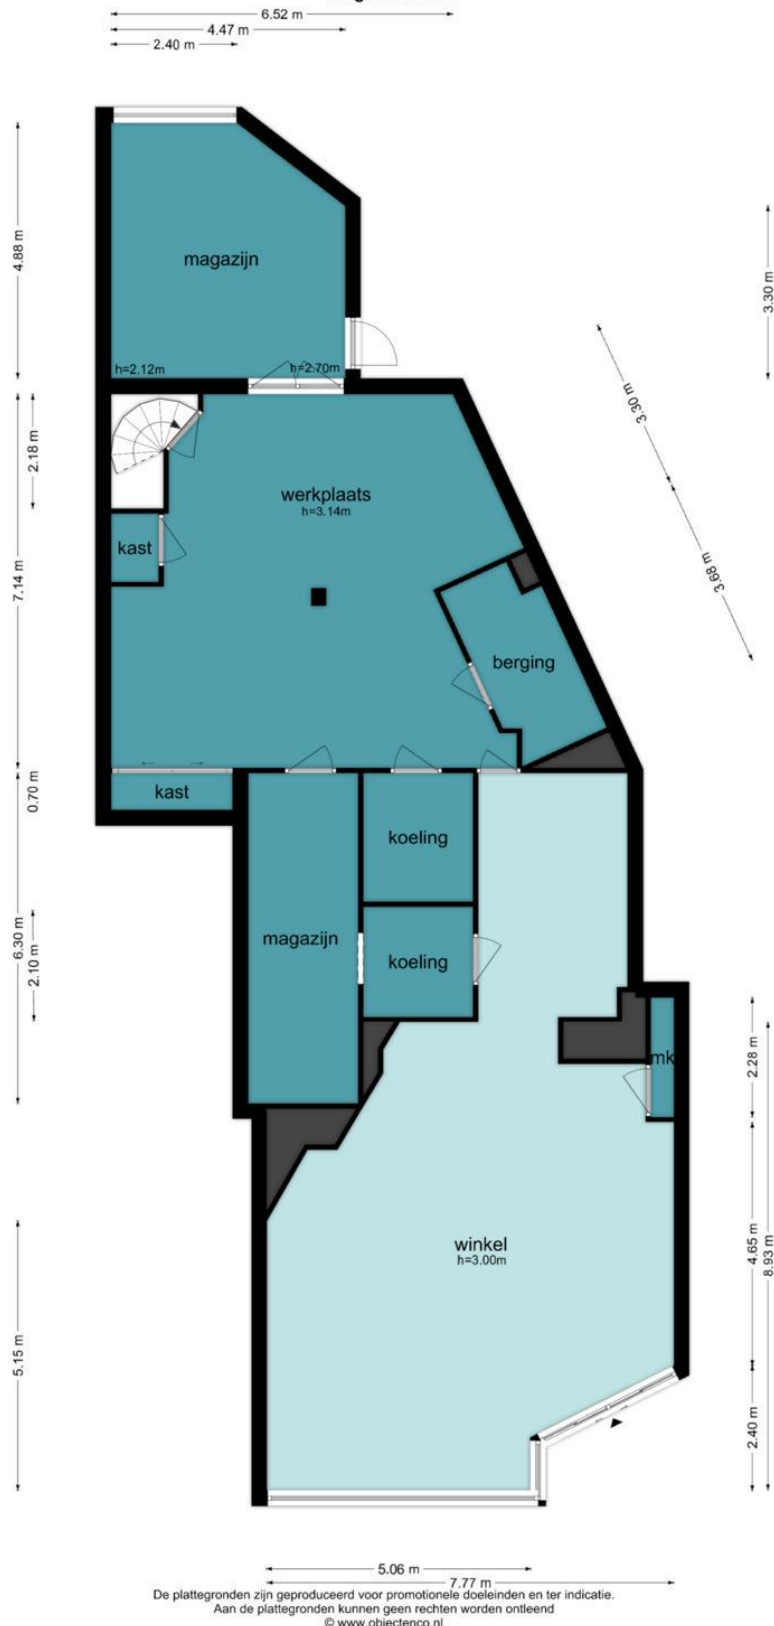 6.52 m
4.47 m
2.40 m
4.88 m
3.30 m
magazijn
h=2.12m
h=2.70m
3.30 m
2.18 m
werkplaats
h=3.14m
kast
7.14 m
3.68 m
berging
0.70 m
kast
koeling
6.30 m
2.10 m
magazijn
koeling
mk
2.28 m
winkel
h=3.00m
4.65 m
8.93 m
5.15 m
2.40 m
5.06 m
7.77 m
De plattegronden zijn geproduceerd voor promotionele doeleinden en ter indicatie.
Aan de plattegronden kunnen geen rechten worden ontleend
© www.objectenco.nl